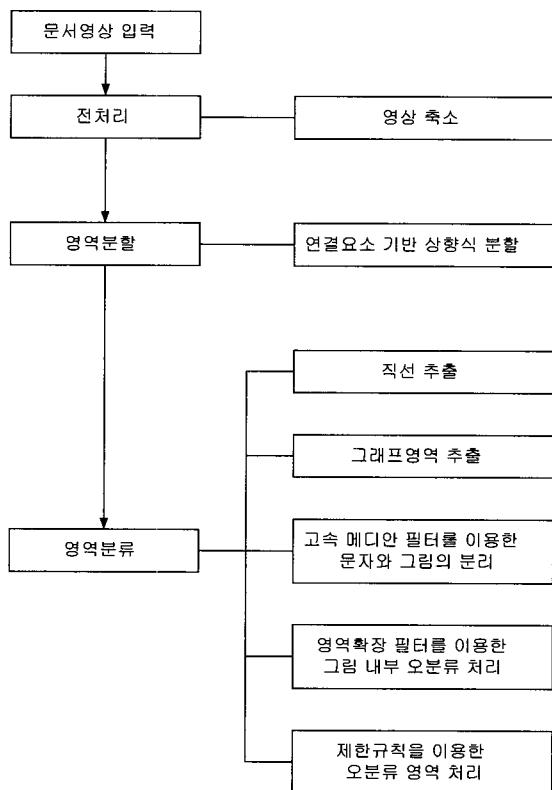 문서영상 입력
전처리
영상 축소
영역분할
연결요소 기반 상향식 분할
직선 추출
그래프영역 추출
영역분류
고속 메디안 필터를 이용한
문자와 그림의 분리
영역확장 필터를 이용한
그림 내부 오분류 처리
제한규칙을 이용한
오분류 영역 처리